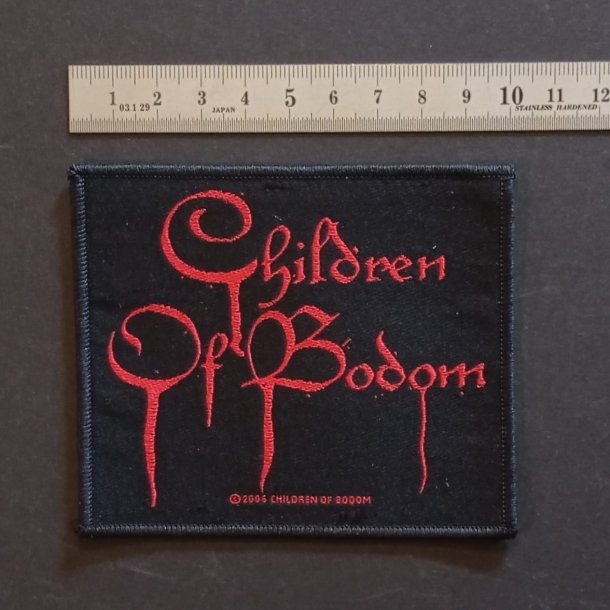 1 2 3 4 5 6 7 8 9 10 11 12
03.1 29 JAPAN STAINLESS HARDENED
Children
Of Bodom
© 2006 CHILDREN OF BODOM